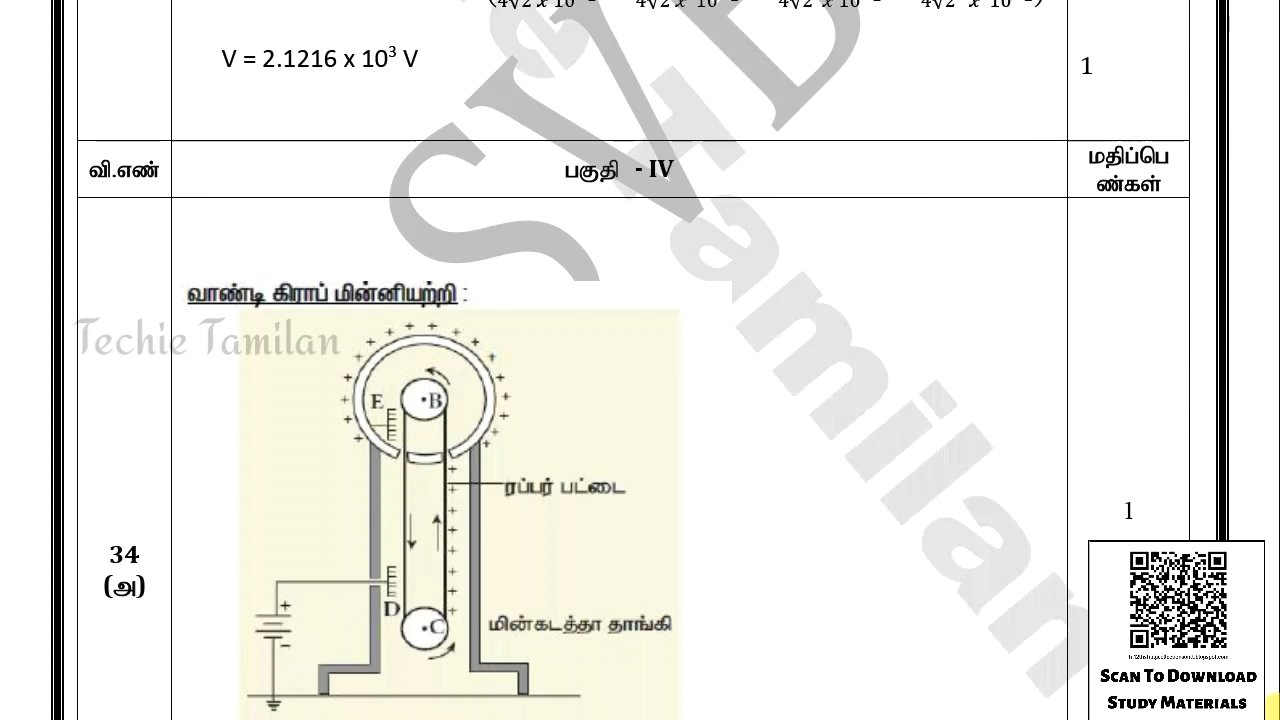 V = 2.1216 x 10³ V
1
வி.எண்
பகுதி - IV
மதிப்பெ
ண்கள்
வாண்டி கிராப் மின்னியற்றி :
Techie Tamilan
E
B
ரப்பர் பட்டை
1
34
(அ)
D
C
மின்கடத்தா தாங்கி
SCAN TO DOWNLOAD
STUDY MATERIALS
Tamilan